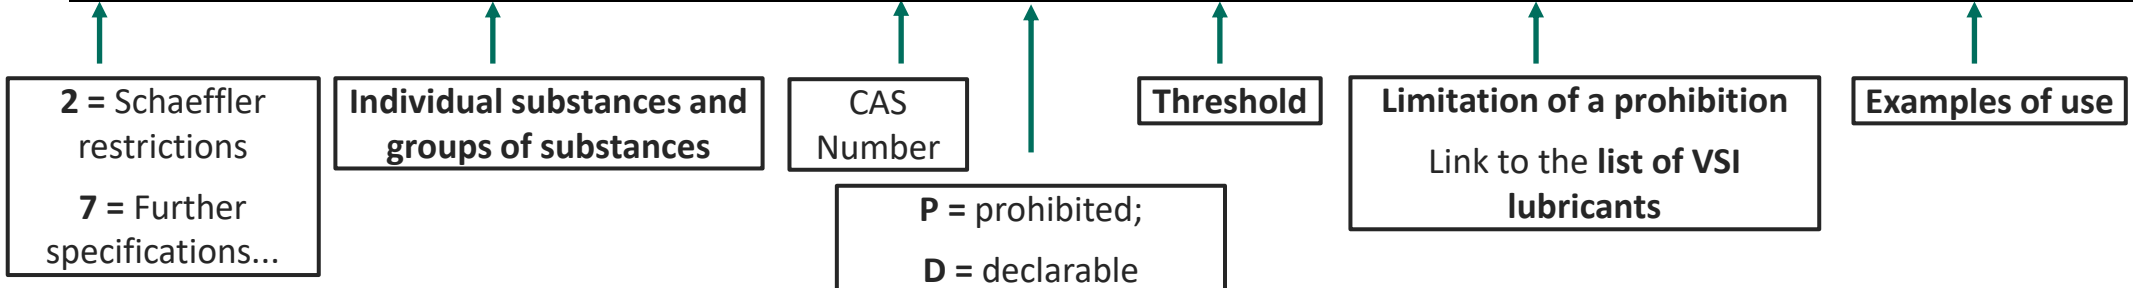 2 = Schaeffler
restrictions
7 = Further
specifications...
Individual substances and
groups of substances
CAS
Number
P = prohibited;
D = declarable
Threshold
Limitation of a prohibition
Link to the list of VSI
lubricants
Examples of use